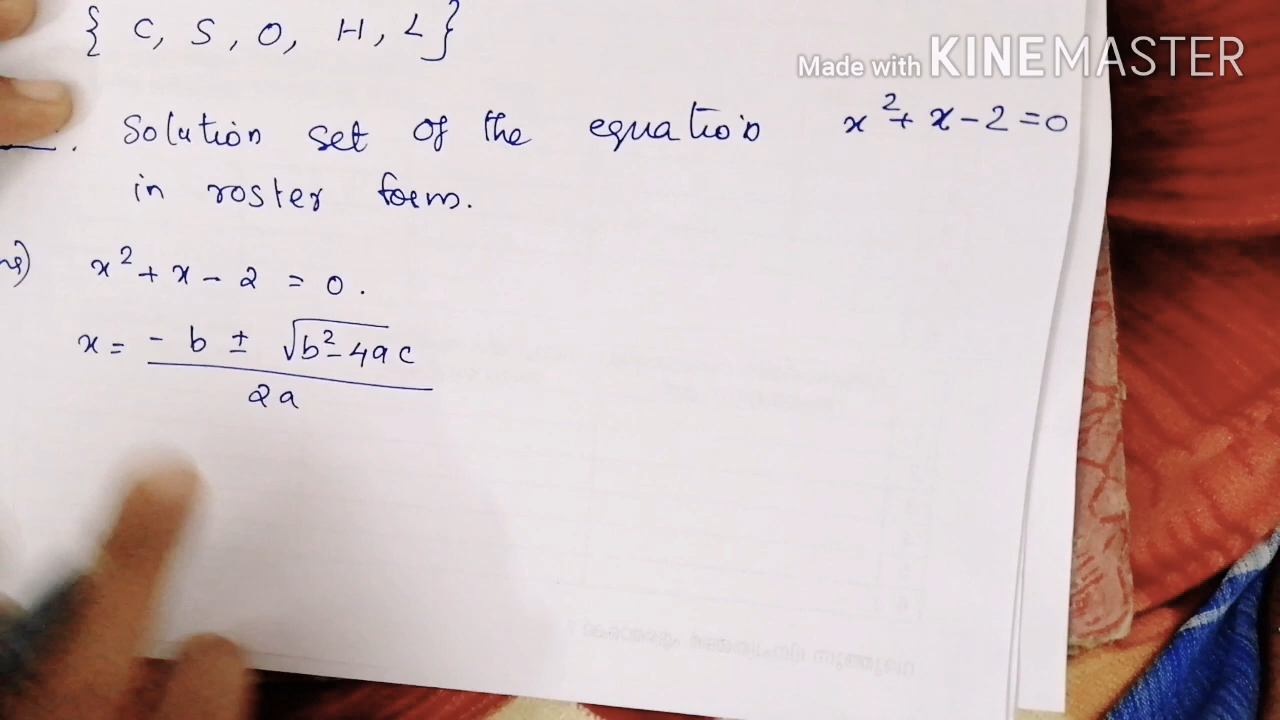 { C, S, O, H, L }
Made with KINEMASTER
Solution set of the equation x² + x - 2 = 0
in roster form.
x² + x - 2 = 0.
x = - b ± √b² - 4ac
2a